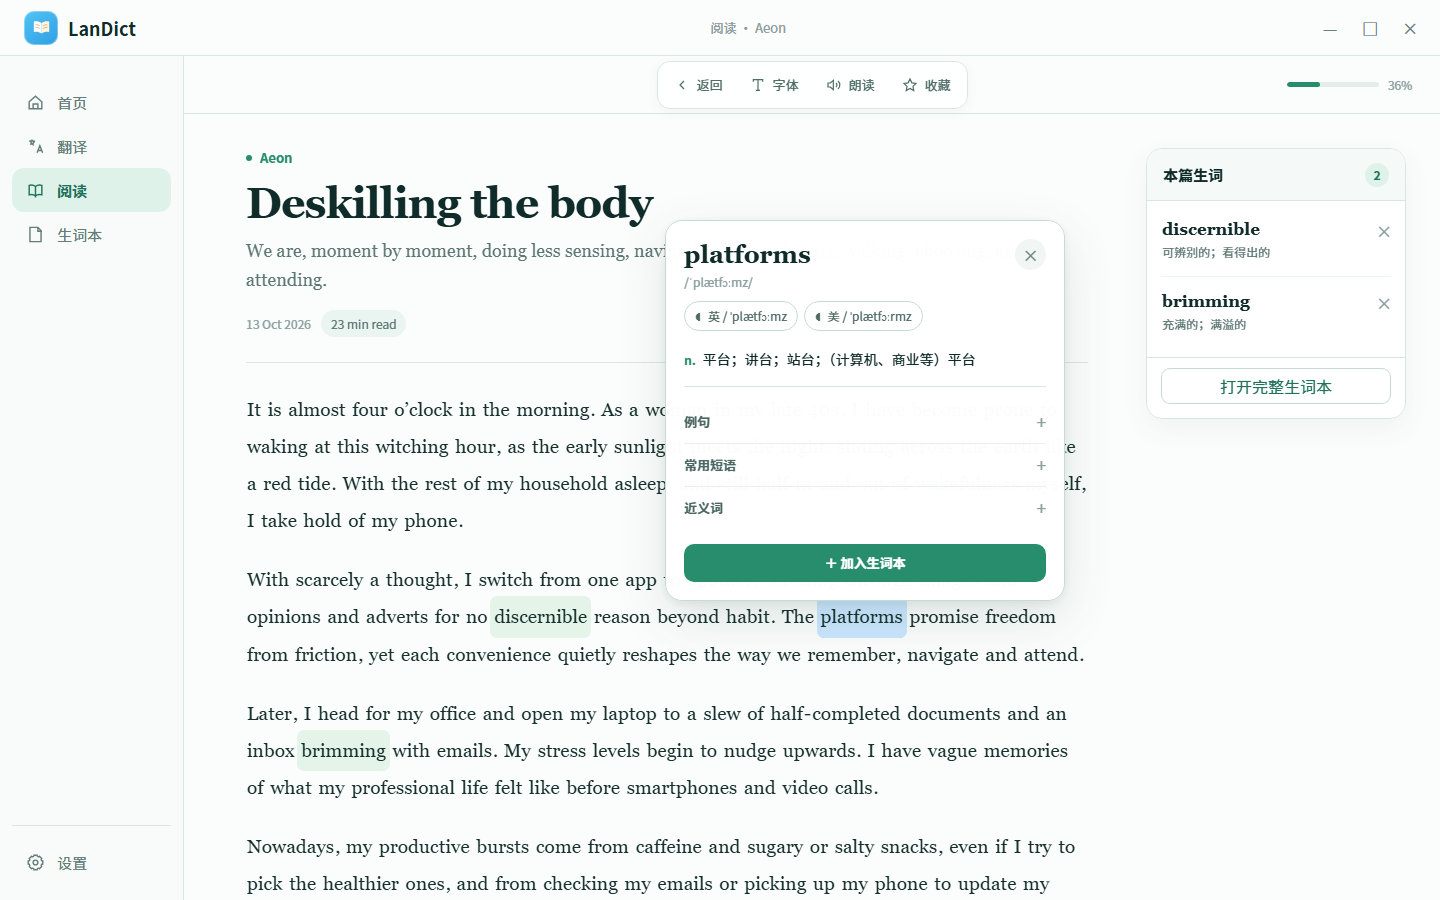 LanDict
阅读 • Aeon
首页
翻译
阅读
生词本
设置
返回
字体
朗读
收藏
36%
Aeon
Deskilling the body
We are, moment by moment, doing less sensing, navi
attending.
13 Oct 2026
23 min read
It is almost four o’clock in the morning. As a wo
waking at this witching hour, as the early sunlig ke
a red tide. With the rest of my household asleep elf,
I take hold of my phone.
With scarcely a thought, I switch from one app
opinions and adverts for no discernible reason beyond habit. The platforms promise freedom
from friction, yet each convenience quietly reshapes the way we remember, navigate and attend.
Later, I head for my office and open my laptop to a slew of half-completed documents and an
inbox brimming with emails. My stress levels begin to nudge upwards. I have vague memories
of what my professional life felt like before smartphones and video calls.
Nowadays, my productive bursts come from caffeine and sugary or salty snacks, even if I try to
pick the healthier ones, and from checking my emails or picking up my phone to update my
platforms
/ˈplætfɔːmz/
英 / ˈplætfɔːmz
美 / ˈplætfɔːrmz
n. 平台；讲台；站台；（计算机、商业等）平台
例句 +
常用短语 +
近义词 +
+ 加入生词本
本篇生词 2
discernible
可辨别的；看得出的
brimming
充满的；满溢的
打开完整生词本